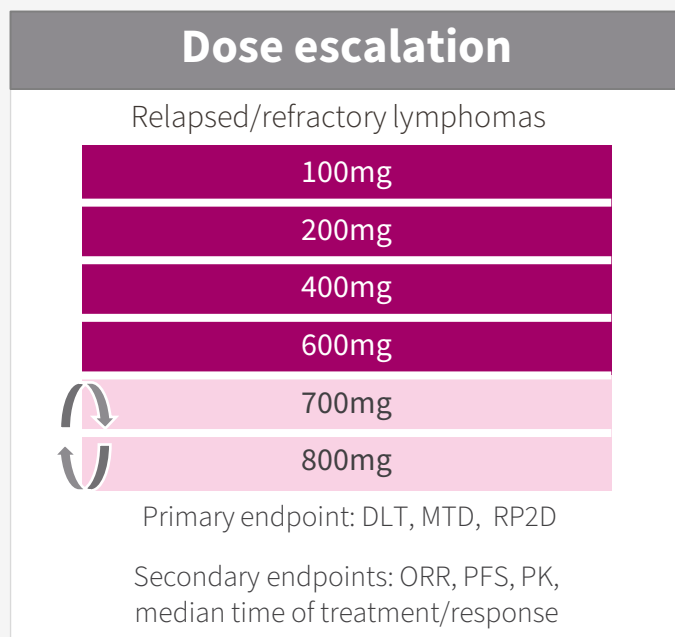 Dose escalation
Relapsed/refractory lymphomas
100mg
200mg
400mg
600mg
700mg
800mg
Primary endpoint: DLT, MTD, RP2D
Secondary endpoints: ORR, PFS, PK,
median time of treatment/response